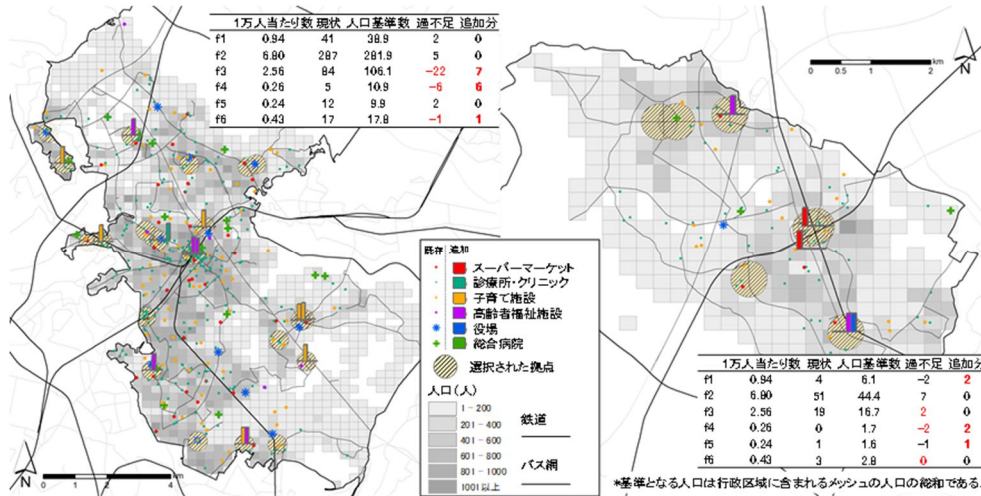 1万人当たり数 現状 人口基準数 過不足 追加分
f1 0.94 41 38.9 2 0
f2 6.80 287 281.9 5 0
f3 2.56 84 106.1 -22 7
f4 0.26 5 10.9 -6 6
f5 0.24 12 9.9 2 0
f6 0.43 17 17.8 -1 1
0 0.5 1 2
km
N
既存 追加
スーパーマーケット
診療所・クリニック
子育て施設
高齢者福祉施設
役場
総合病院
選択された拠点
人口(人)
1 - 200
201 - 400
401 - 600
601 - 800
801 - 1000
1001以上
鉄道
バス網
N
0 1 2 4
km
1万人当たり数 現状 人口基準数 過不足 追加分
f1 0.94 4 6.1 -2 2
f2 6.80 51 44.4 7 0
f3 2.56 19 16.7 2 0
f4 0.26 0 1.7 -2 2
f5 0.24 1 1.6 -1 1
f6 0.43 3 2.8 0 0
*基準となる人口は行政区域に含まれるメッシュの人口の総和である。